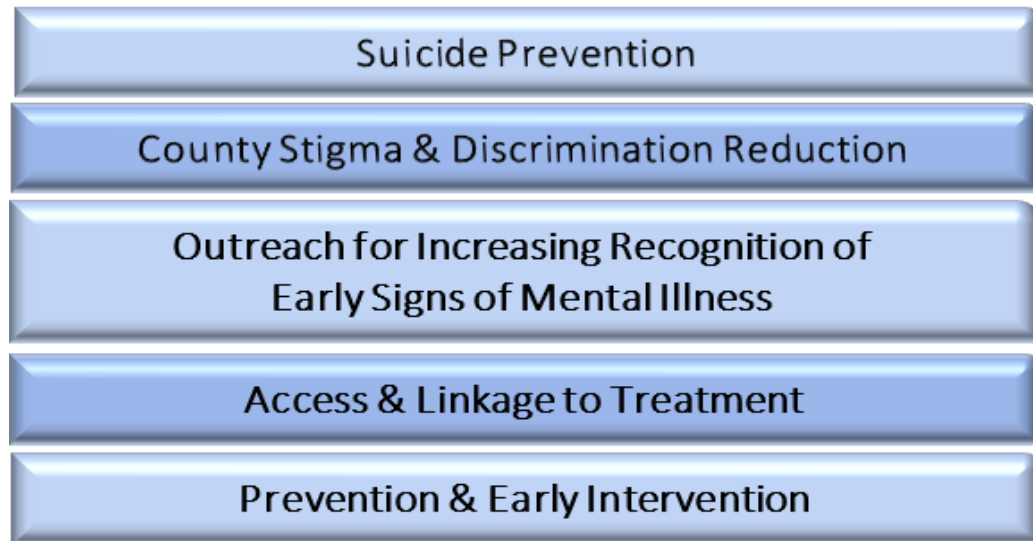 Suicide Prevention
County Stigma & Discrimination Reduction
Outreach for Increasing Recognition of
Early Signs of Mental Illness
Access & Linkage to Treatment
Prevention & Early Intervention